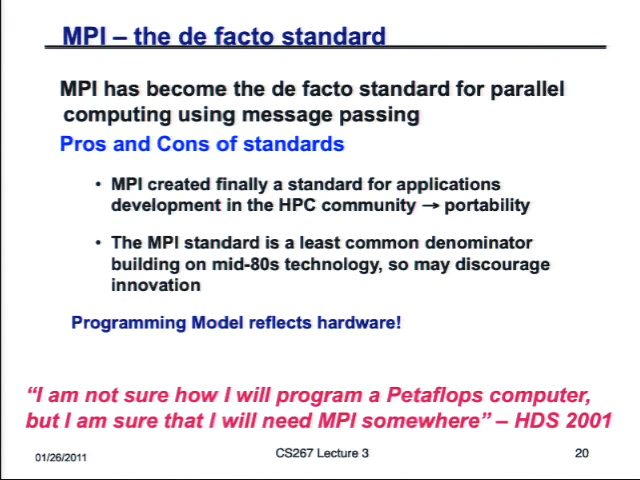 MPI – the de facto standard
MPI has become the de facto standard for parallel
computing using message passing
Pros and Cons of standards
• MPI created finally a standard for applications
development in the HPC community → portability
• The MPI standard is a least common denominator
building on mid-80s technology, so may discourage
innovation
Programming Model reflects hardware!
“I am not sure how I will program a Petaflops computer,
but I am sure that I will need MPI somewhere” – HDS 2001
01/26/2011
CS267 Lecture 3
20